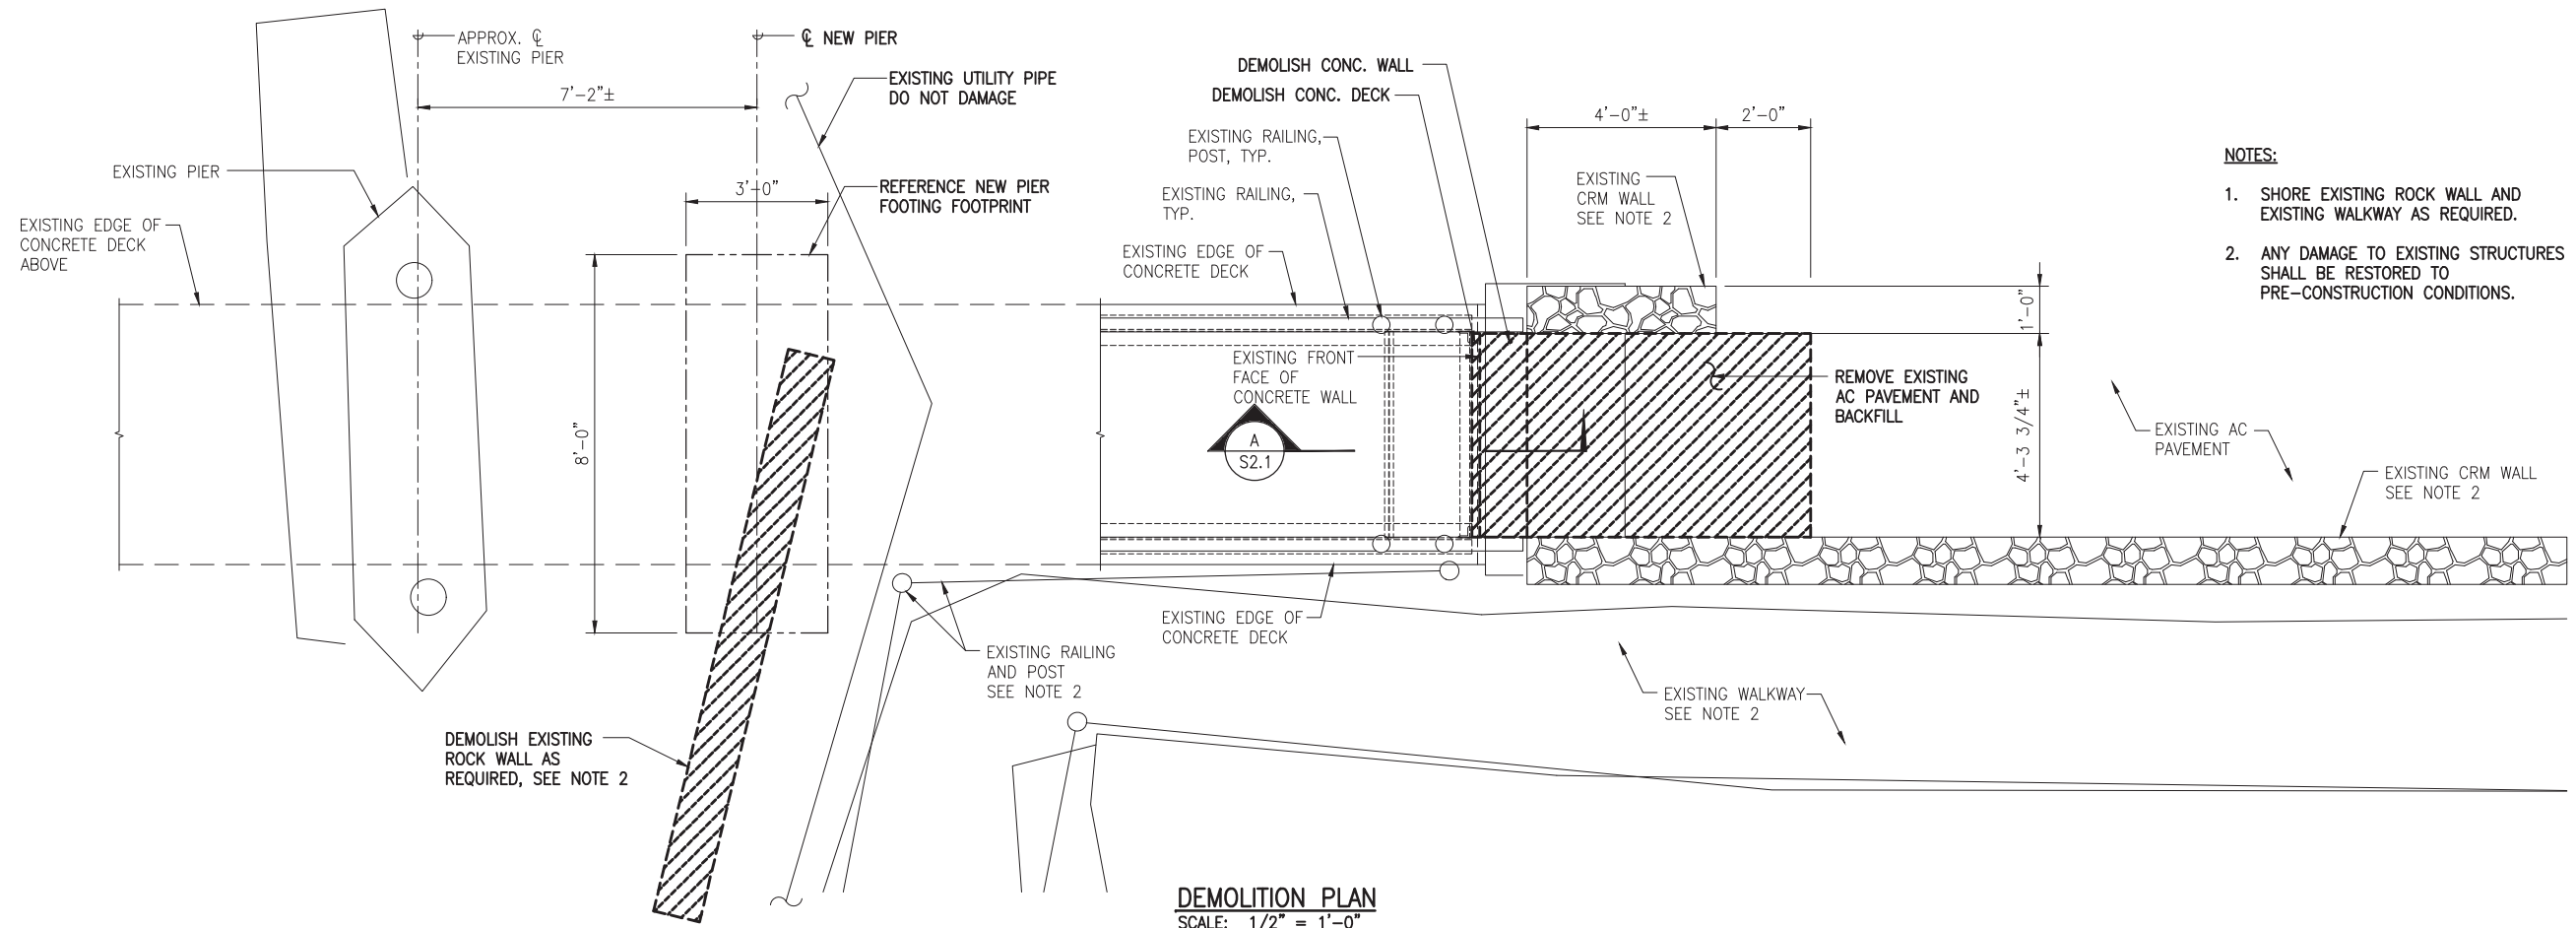 APPROX. ℄
EXISTING PIER
℄ NEW PIER
7'-2"±
EXISTING UTILITY PIPE
DO NOT DAMAGE
EXISTING PIER
EXISTING EDGE OF
CONCRETE DECK
ABOVE
3'-0"
REFERENCE NEW PIER
FOOTING FOOTPRINT
8'-0"
DEMOLISH CONC. WALL
DEMOLISH CONC. DECK
EXISTING RAILING,
POST, TYP.
EXISTING RAILING,
TYP.
EXISTING EDGE OF
CONCRETE DECK
EXISTING FRONT
FACE OF
CONCRETE WALL
A
S2.1
4'-0"±
2'-0"
EXISTING
CRM WALL
SEE NOTE 2
1'-0"
4'-3 3/4"±
REMOVE EXISTING
AC PAVEMENT AND
BACKFILL
EXISTING AC
PAVEMENT
EXISTING CRM WALL
SEE NOTE 2
NOTES:
1. SHORE EXISTING ROCK WALL AND
EXISTING WALKWAY AS REQUIRED.
2. ANY DAMAGE TO EXISTING STRUCTURES
SHALL BE RESTORED TO
PRE-CONSTRUCTION CONDITIONS.
EXISTING EDGE OF
CONCRETE DECK
EXISTING RAILING
AND POST
SEE NOTE 2
EXISTING WALKWAY
SEE NOTE 2
DEMOLISH EXISTING
ROCK WALL AS
REQUIRED, SEE NOTE 2
DEMOLITION PLAN
SCALE: 1/2" = 1'-0"